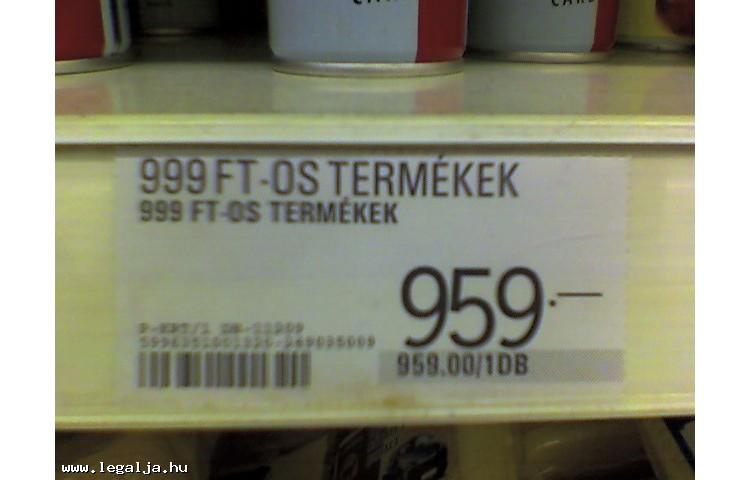 999 FT-OS TERMÉKEK
999 FT-OS TERMÉKEK
959.—
959.00/1DB
www.legalja.hu